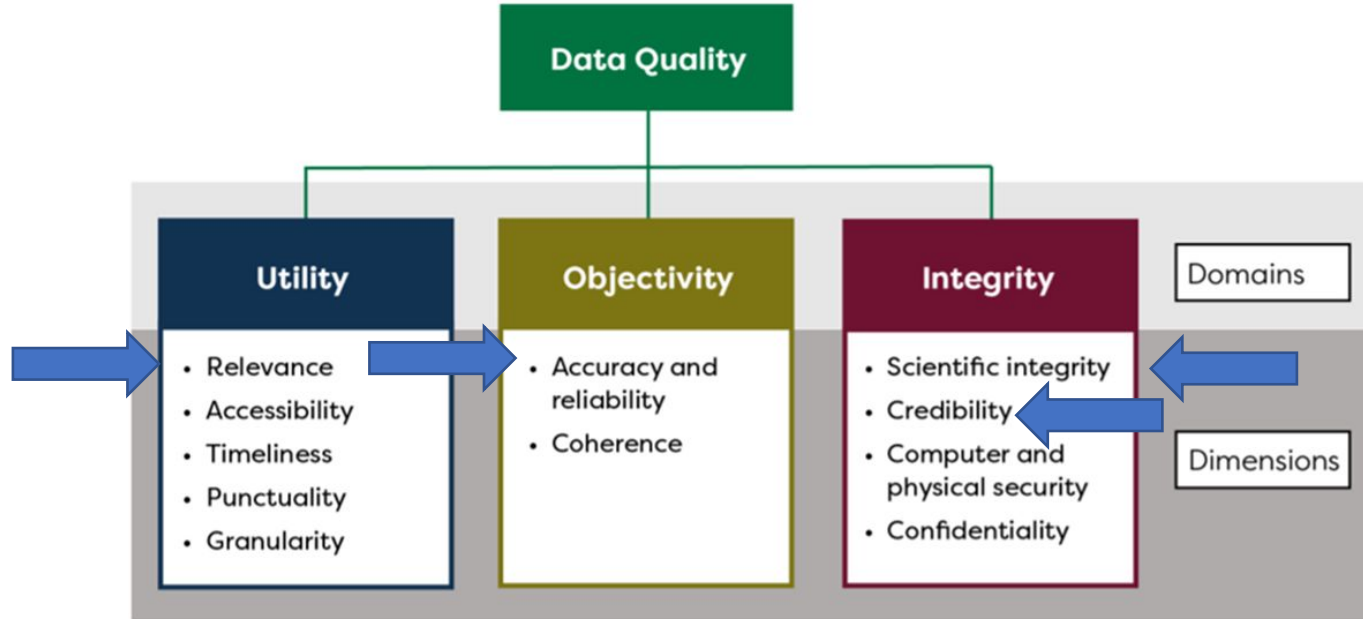 Data Quality
Utility
Objectivity
Integrity
Domains
• Relevance
• Accessibility
• Timeliness
• Punctuality
• Granularity
• Accuracy and
reliability
• Coherence
• Scientific integrity
• Credibility
• Computer and
physical security
• Confidentiality
Dimensions